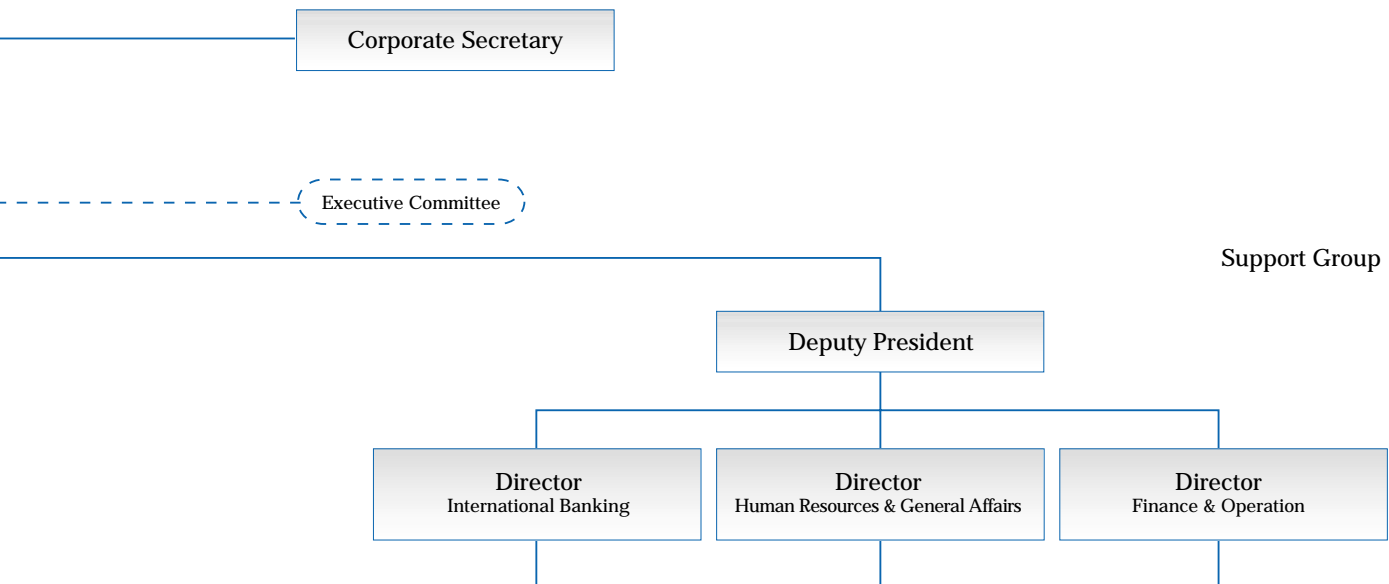 Corporate Secretary
Executive Committee
Support Group
Deputy President
Director
International Banking
Director
Human Resources & General Affairs
Director
Finance & Operation